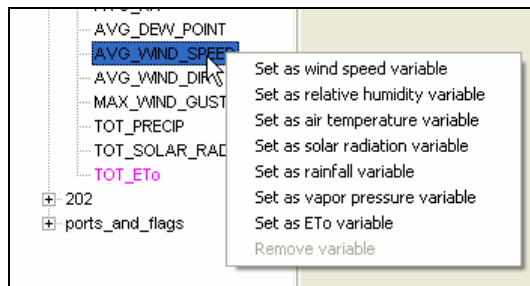 AVG_DEW_POINT
AVG_WIND_SPEED
AVG_WIND_DIR
MAX_WIND_GUST
TOT_PRECIP
TOT_SOLAR_RAD
TOT_ETo
202
ports_and_flags
Set as wind speed variable
Set as relative humidity variable
Set as air temperature variable
Set as solar radiation variable
Set as rainfall variable
Set as vapor pressure variable
Set as ETo variable
Remove variable